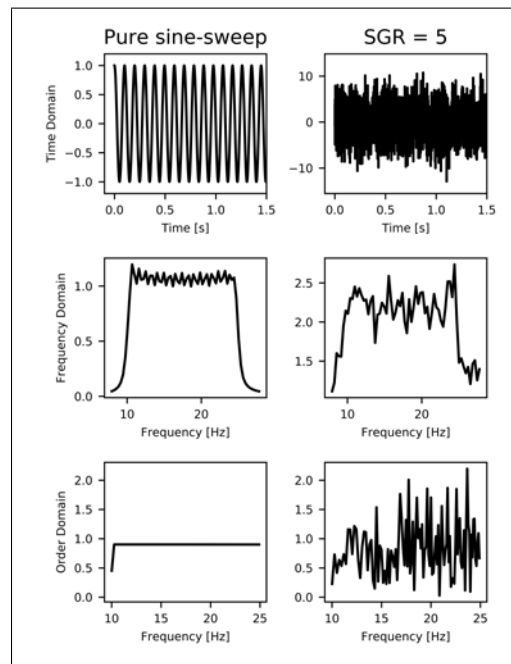 Pure sine-sweep
SGR = 5
Time Domain
1.0
0.5
0.0
−0.5
−1.0
0.0 0.5 1.0 1.5
Time [s]
10
0
−10
0.0 0.5 1.0 1.5
Time [s]
Frequency Domain
1.0
0.5
0.0
10 20
Frequency [Hz]
2.5
2.0
1.5
10 20
Frequency [Hz]
Order Domain
2.0
1.5
1.0
0.5
0.0
10 15 20 25
Frequency [Hz]
2.0
1.5
1.0
0.5
0.0
10 15 20 25
Frequency [Hz]